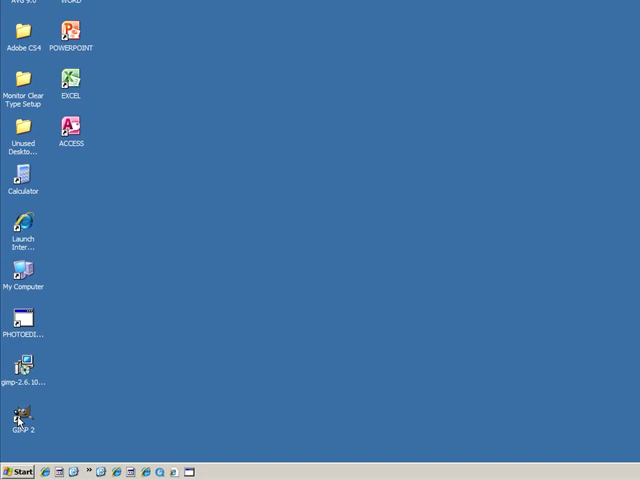 AVG 9.0
WORD
Adobe CS4
POWERPOINT
Monitor Clear
Type Setup
EXCEL
Unused
Deskto...
ACCESS
Calculator
Launch
Inter...
My Computer
PHOTOEDI...
gimp-2.6.10...
GIMP 2
Start